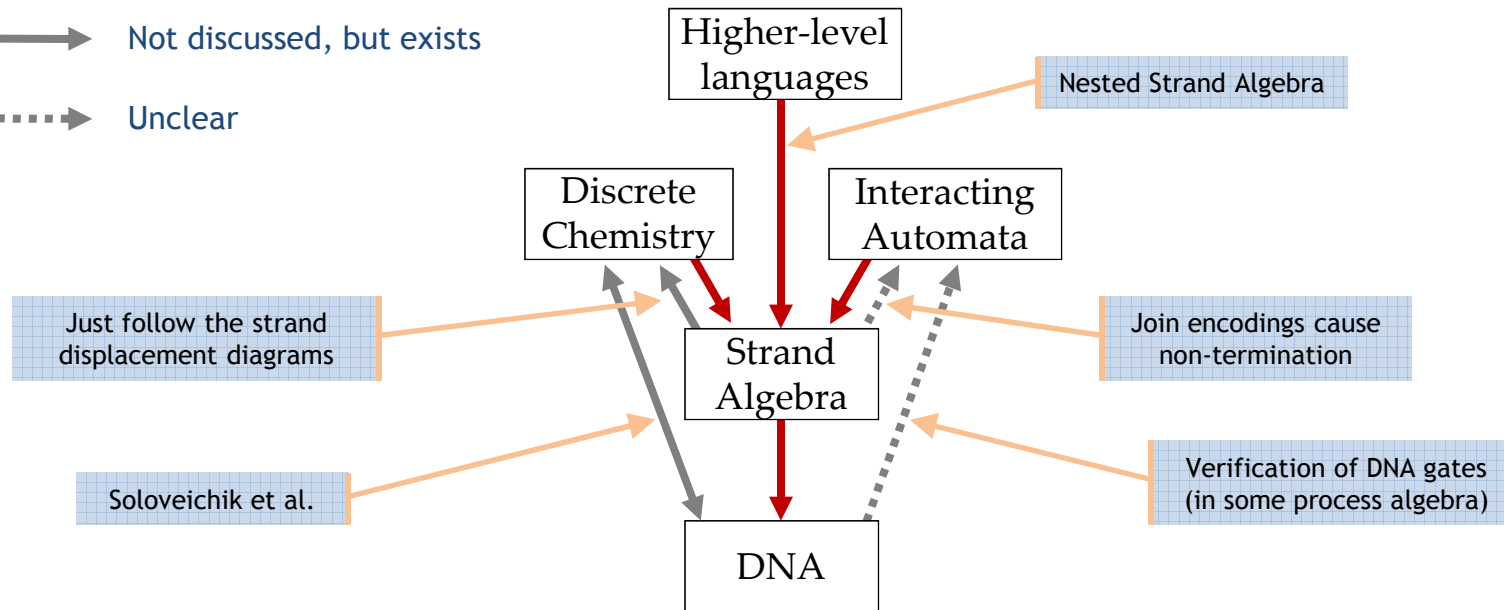 Not discussed, but exists
Unclear
Higher-level
languages
Nested Strand Algebra
Discrete
Chemistry
Interacting
Automata
Just follow the strand
displacement diagrams
Strand
Algebra
Join encodings cause
non-termination
Soloveichik et al.
Verification of DNA gates
(in some process algebra)
DNA